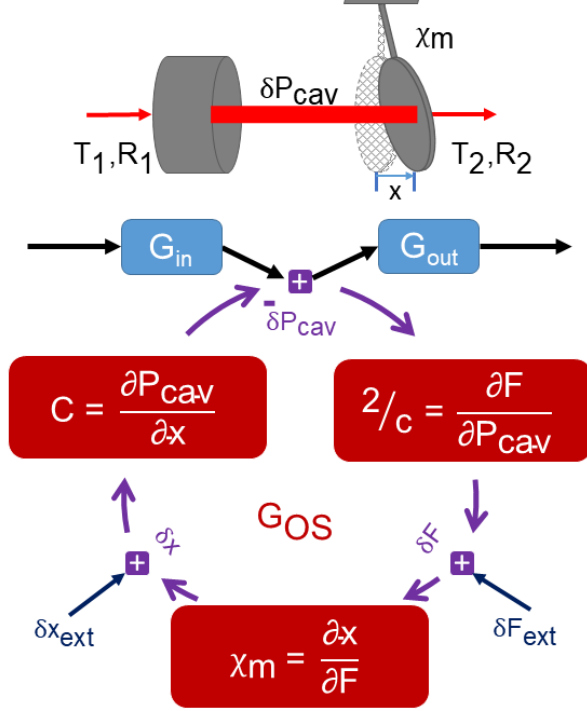 χm
δPcav
T1,R1
T2,R2
x
Gin
+
Gout
-
δPcav
C = ∂Pcav/∂x
2/c = ∂F/∂Pcav
GOS
δx
δF
+
+
δxext
δFext
χm = ∂x/∂F